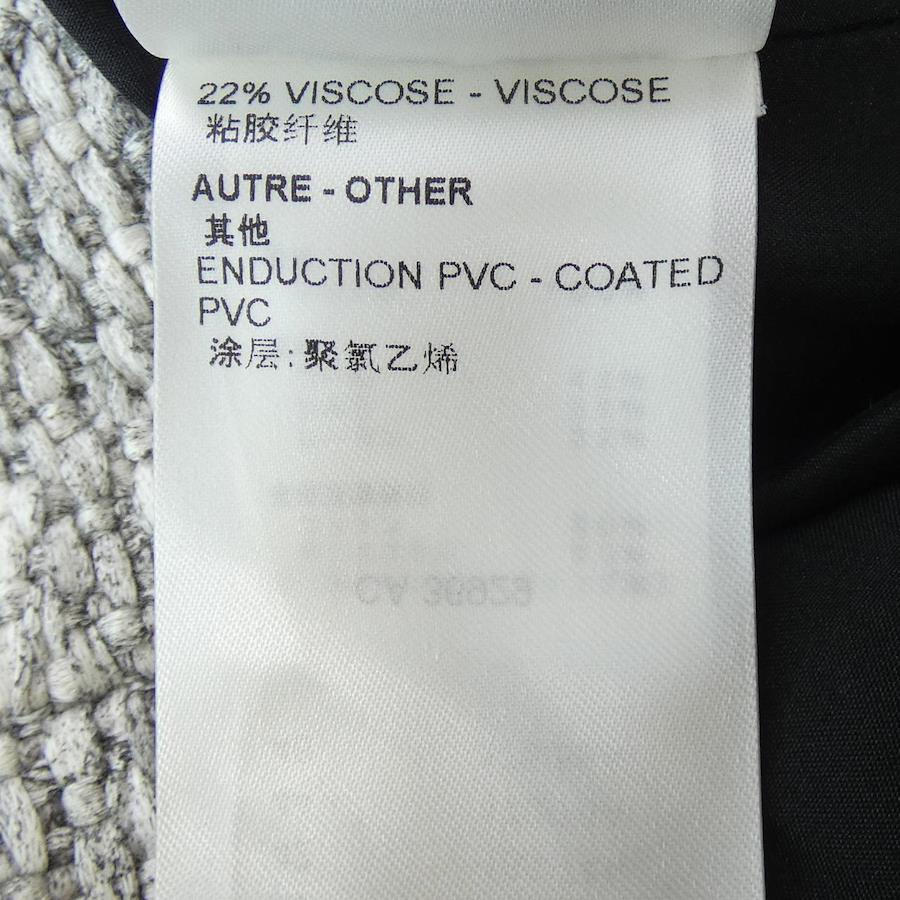 22% VISCOSE - VISCOSE
粘胶纤维
AUTRE - OTHER
其他
ENDUCTION PVC - COATED
PVC
涂层:聚氯乙烯